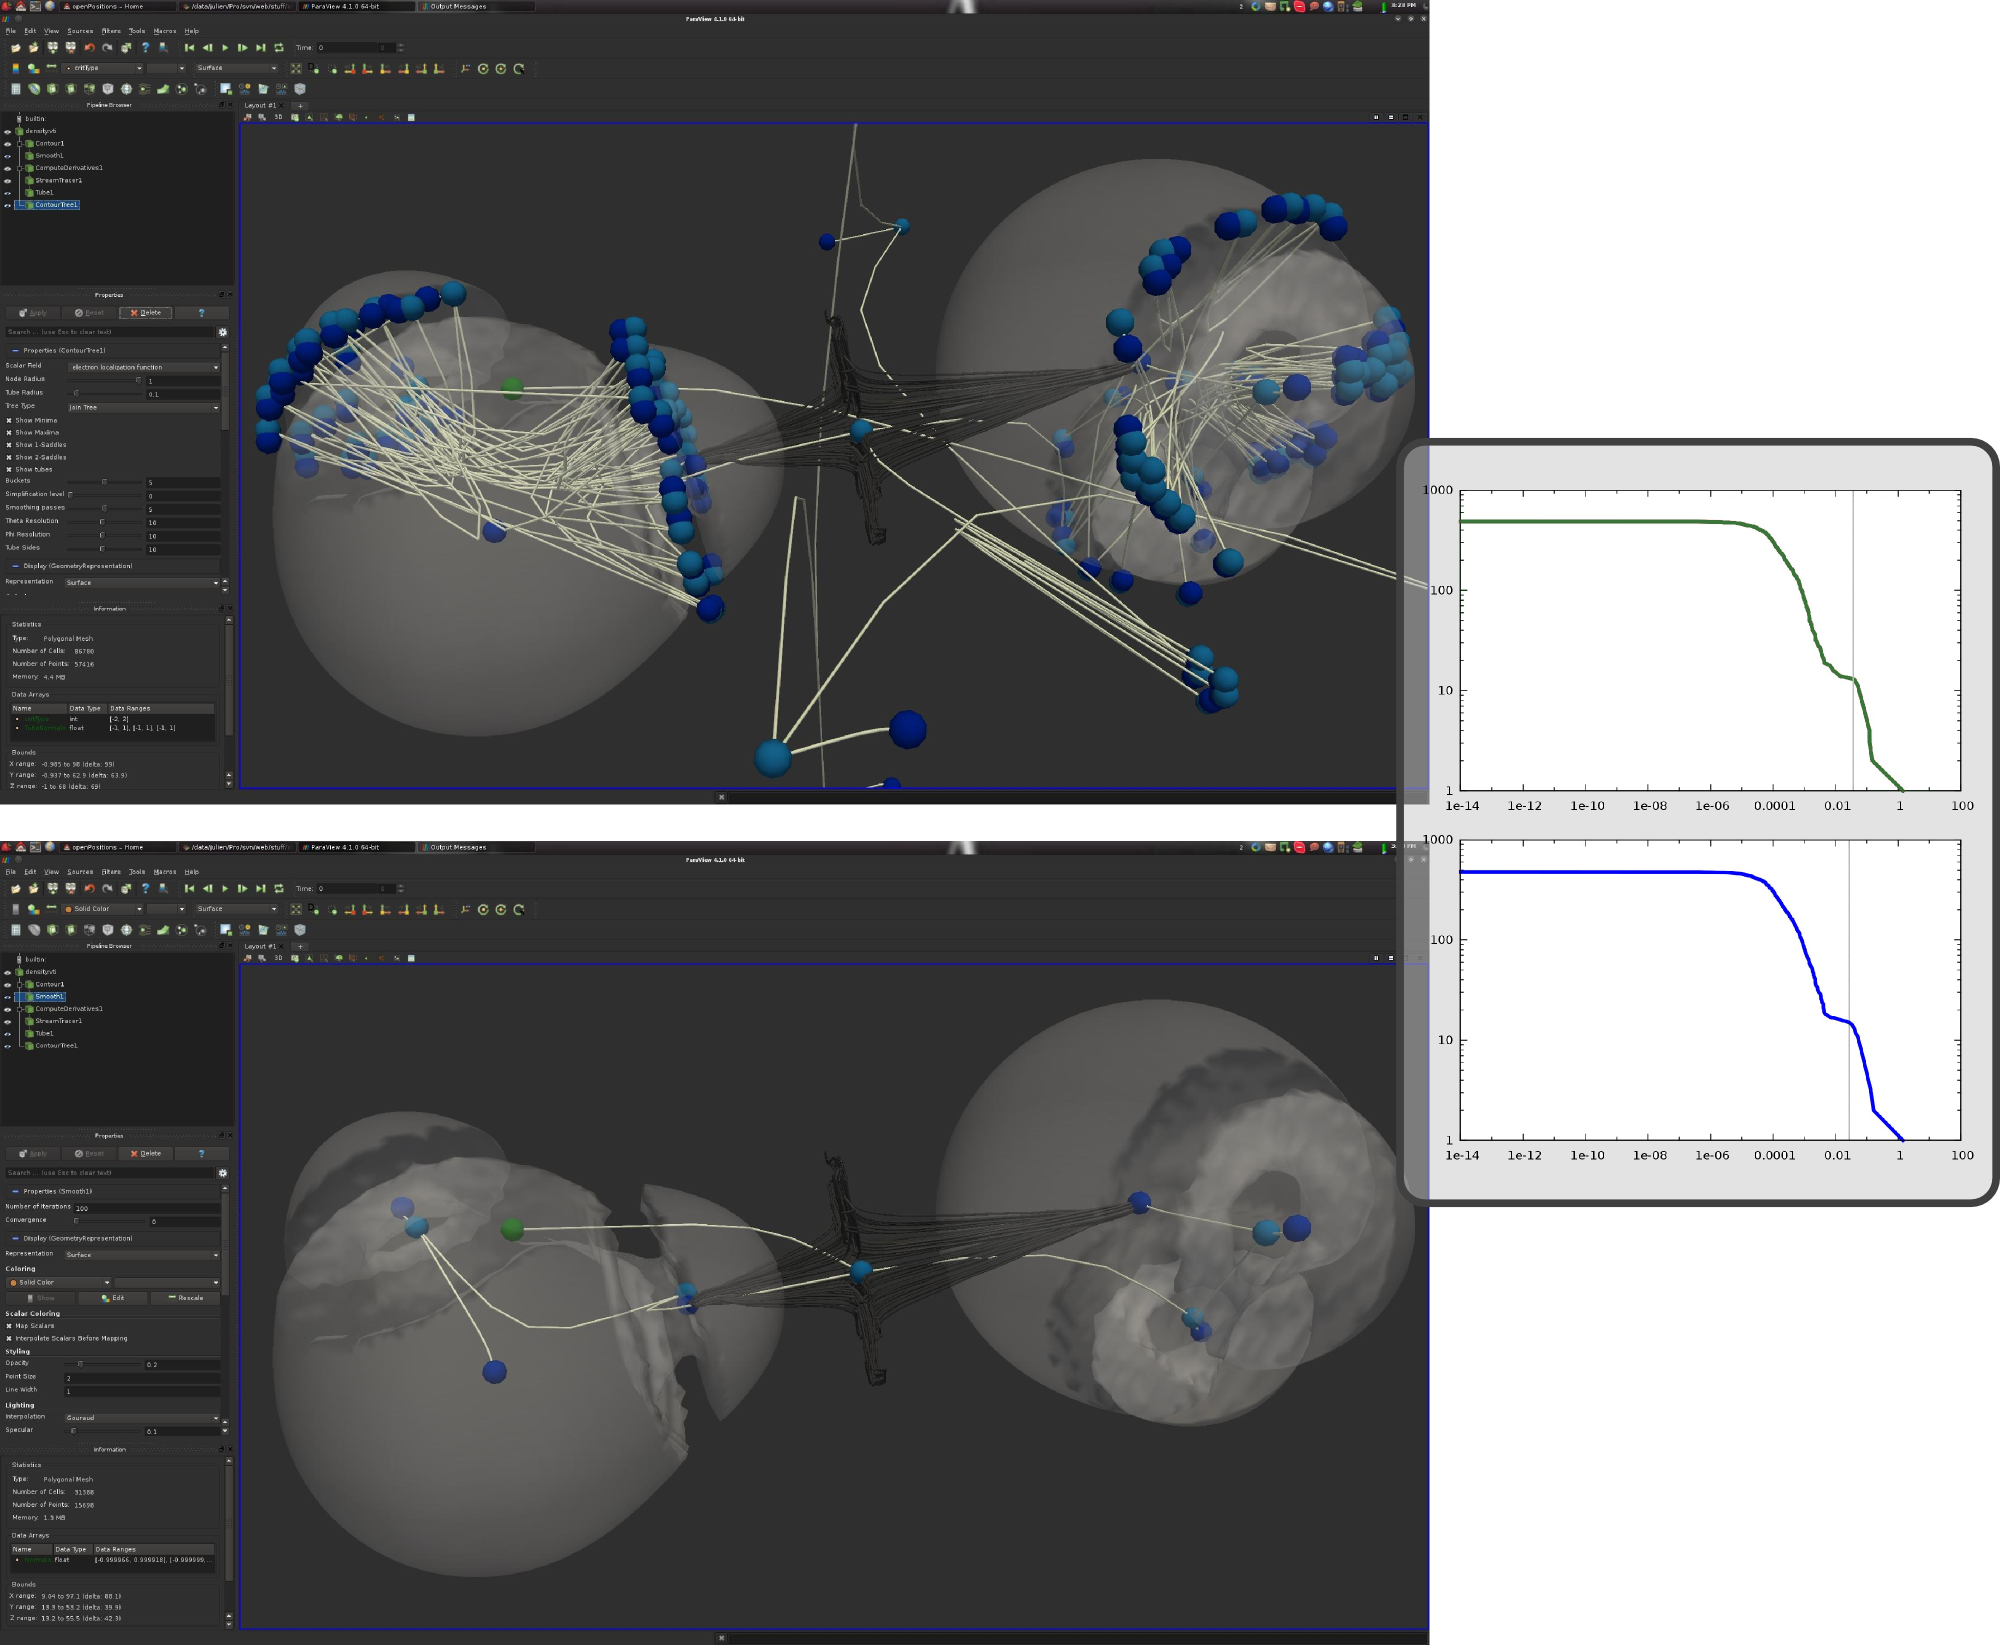 openPositions - Home
/data/julien/Pro/svn/web/stuff/
ParaView 4.1.0 64-bit
Output Messages
ParaView 4.1.0 64-bit
File Edit View Sources Filters Tools Macros Help
Time: 0
critType
Surface
Pipeline Browser
Layout #1
3D
builtin:
density.vti
Contour1
Smooth1
ComputeDerivatives1
StreamTracer1
Tube1
ContourTree1
Properties
Apply Reset Delete ?
Search ... (use Esc to clear text)
Properties (ContourTree1)
Scalar Field electron localization function
Node Radius 1
Tube Radius 0.1
Tree Type Join Tree
Show Minima
Show Maxima
Show 1-Saddles
Show 2-Saddles
Show tubes
Buckets 5
Simplification level 0
Smoothing passes 5
Theta Resolution 10
Phi Resolution 10
Tube Sides 10
Display (GeometryRepresentation)
Representation Surface
Information
Statistics
Type: Polygonal Mesh
Number of Cells: 86780
Number of Points: 57416
Memory: 4.4 MB
Data Arrays
Name Data Type Data Ranges
critType int [-2, 2]
TubeNormals float [-1, 1], [-1, 1], [-1, 1]
Bounds
X range: -0.985 to 98 (delta: 99)
Y range: -0.937 to 62.9 (delta: 63.9)
Z range: -1 to 68 (delta: 69)
1000
100
10
1
1e-14 1e-12 1e-10 1e-08 1e-06 0.0001 0.01 1 100
1000
100
10
1
1e-14 1e-12 1e-10 1e-08 1e-06 0.0001 0.01 1 100
openPositions - Home
/data/julien/Pro/svn/web/stuff/
ParaView 4.1.0 64-bit
Output Messages
ParaView 4.1.0 64-bit
File Edit View Sources Filters Tools Macros Help
Time: 0
Solid Color
Surface
Pipeline Browser
Layout #1
3D
builtin:
density.vti
Contour1
Smooth1
ComputeDerivatives1
StreamTracer1
Tube1
ContourTree1
Properties
Apply Reset Delete ?
Search ... (use Esc to clear text)
Properties (Smooth1)
Number of Iterations 100
Convergence 0
Display (GeometryRepresentation)
Representation Surface
Coloring
Solid Color
Show Edit Rescale
Scalar Coloring
Map Scalars
Interpolate Scalars Before Mapping
Styling
Opacity 0.2
Point Size 2
Line Width 1
Lighting
Interpolation Gouraud
Specular 0.1
Information
Statistics
Type: Polygonal Mesh
Number of Cells: 31388
Number of Points: 15698
Memory: 1.9 MB
Data Arrays
Name Data Type Data Ranges
float [-0.999966, 0.999918], [-0.999999, ...
Bounds
X range: 9.04 to 97.1 (delta: 88.1)
Y range: 13.3 to 53.2 (delta: 39.9)
Z range: 13.2 to 55.5 (delta: 42.3)